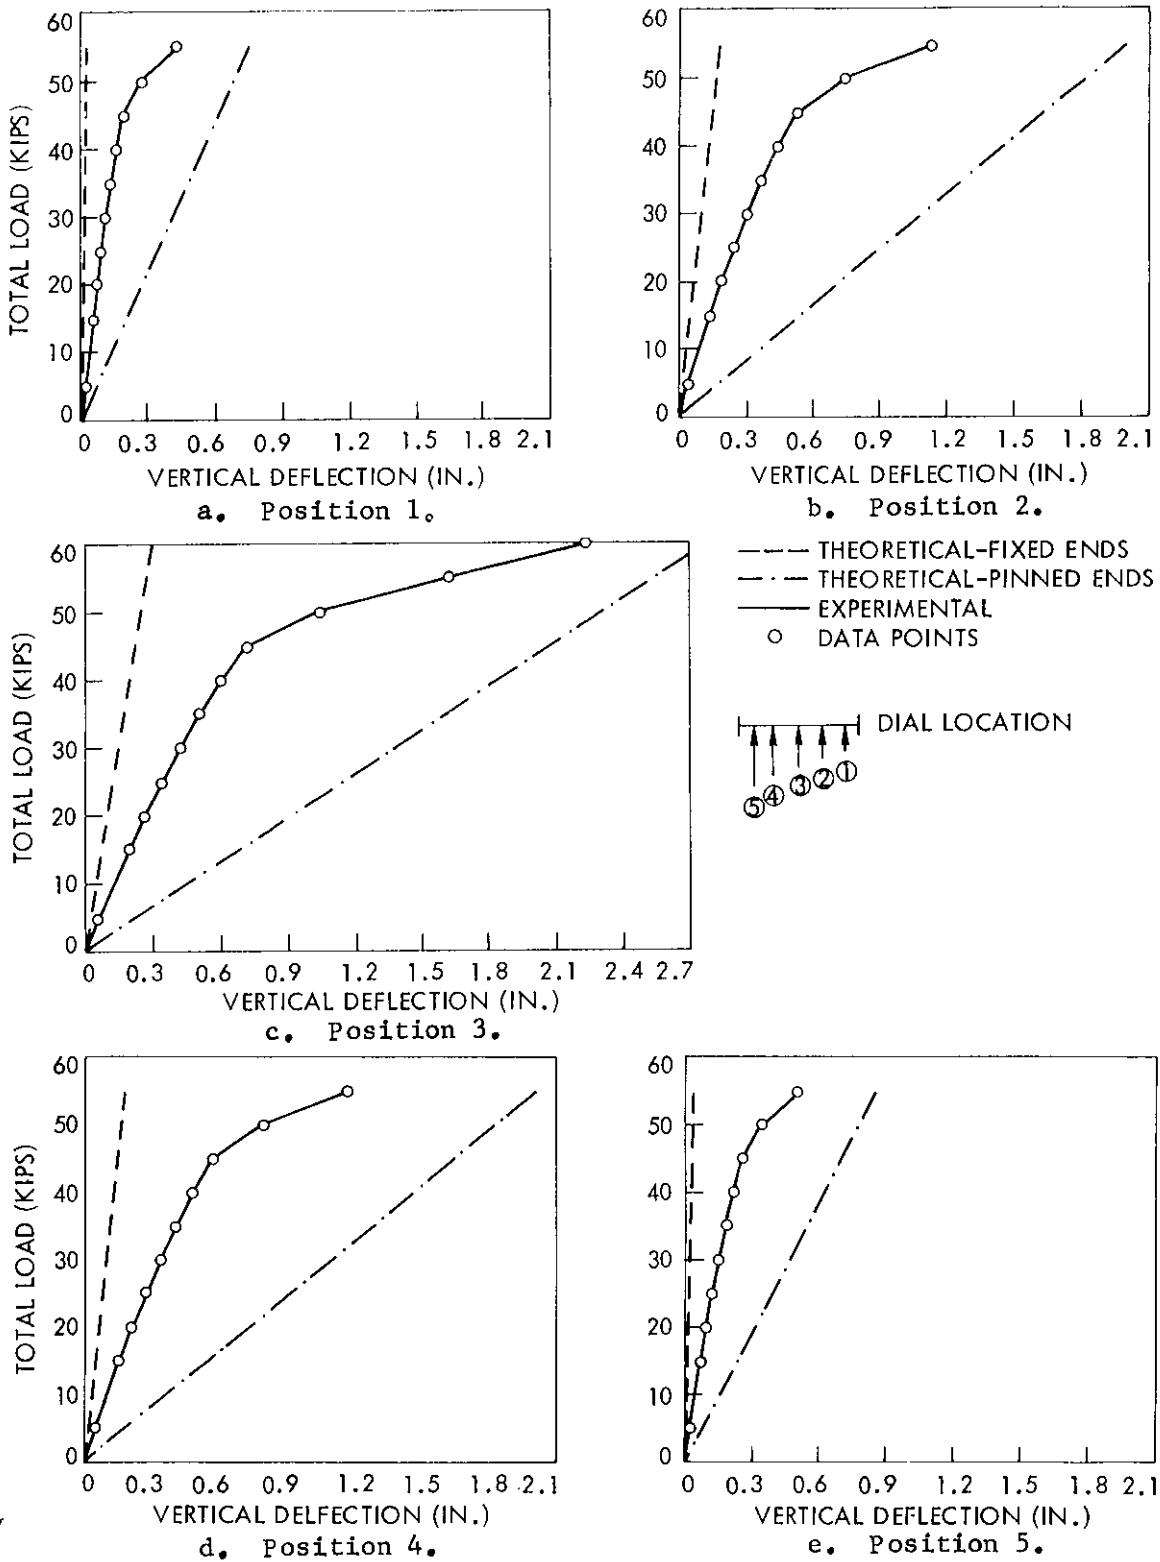 60
50
40
30
20
10
0
TOTAL LOAD (KIPS)
0 0.3 0.6 0.9 1.2 1.5 1.8 2.1
VERTICAL DEFLECTION (IN.)
a. Position 1.
60
50
40
30
20
10
0
TOTAL LOAD (KIPS)
0 0.3 0.6 0.9 1.2 1.5 1.8 2.1
VERTICAL DEFLECTION (IN.)
b. Position 2.
THEORETICAL-FIXED ENDS
THEORETICAL-PINNED ENDS
EXPERIMENTAL
DATA POINTS
DIAL LOCATION
5 4 3 2 1
60
50
40
30
20
10
0
TOTAL LOAD (KIPS)
0 0.3 0.6 0.9 1.2 1.5 1.8 2.1 2.4 2.7
VERTICAL DEFLECTION (IN.)
c. Position 3.
60
50
40
30
20
10
0
TOTAL LOAD (KIPS)
0 0.3 0.6 0.9 1.2 1.5 1.8 2.1
VERTICAL DELFECTION (IN.)
d. Position 4.
60
50
40
30
20
10
0
0 0.3 0.6 0.9 1.2 1.5 1.8 2.1
VERTICAL DEFLECTION (IN.)
e. Position 5.